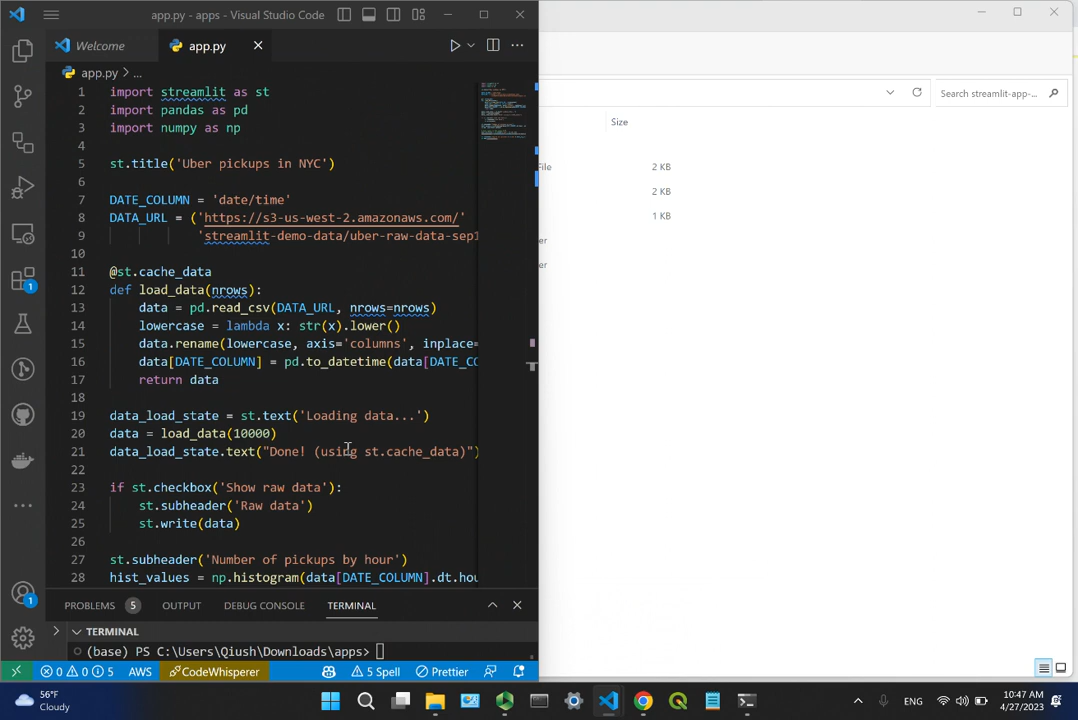 app.py - apps - Visual Studio Code
Welcome
app.py
app.py > ...
1 import streamlit as st
2 import pandas as pd
3 import numpy as np
4
5 st.title('Uber pickups in NYC')
6
7 DATE_COLUMN = 'date/time'
8 DATA_URL = ('https://s3-us-west-2.amazonaws.com/'
9 'streamlit-demo-data/uber-raw-data-sep1
10
11 @st.cache_data
12 def load_data(nrows):
13 data = pd.read_csv(DATA_URL, nrows=nrows)
14 lowercase = lambda x: str(x).lower()
15 data.rename(lowercase, axis='columns', inplace=
16 data[DATE_COLUMN] = pd.to_datetime(data[DATE_CO
17 return data
18
19 data_load_state = st.text('Loading data...')
20 data = load_data(10000)
21 data_load_state.text("Done! (using st.cache_data)")
22
23 if st.checkbox('Show raw data'):
24 st.subheader('Raw data')
25 st.write(data)
26
27 st.subheader('Number of pickups by hour')
28 hist_values = np.histogram(data[DATE_COLUMN].dt.hou
PROBLEMS 5 OUTPUT DEBUG CONSOLE TERMINAL
TERMINAL
(base) PS C:\Users\Qiush\Downloads\apps>
0 0 5 AWS CodeWhisperer 5 Spell Prettier
1
1
Search streamlit-app-...
Size
File 2 KB
2 KB
1 KB
er
er
56°F
Cloudy
ENG
10:47 AM
4/27/2023